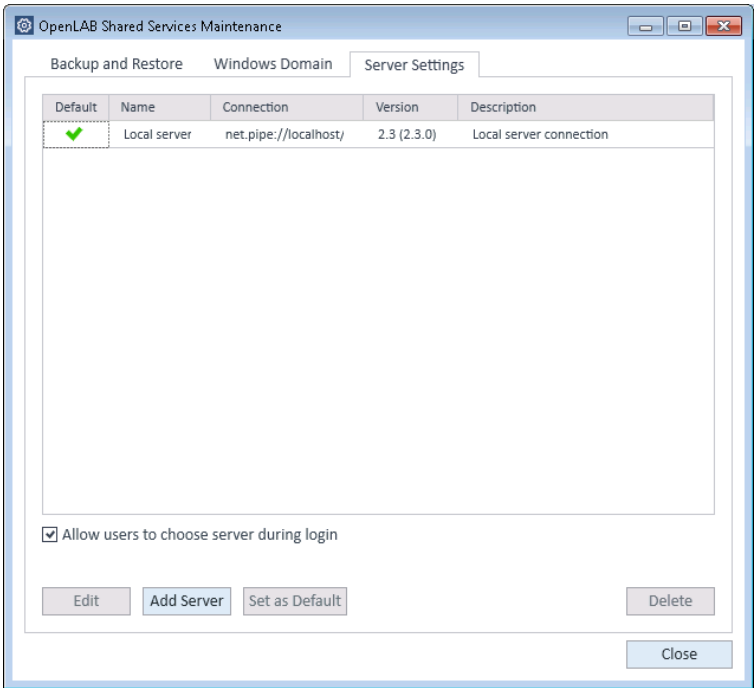 OpenLAB Shared Services Maintenance
Backup and Restore Windows Domain Server Settings
Default Name Connection Version Description
Local server net.pipe://localhost/ 2.3 (2.3.0) Local server connection
Allow users to choose server during login
Edit Add Server Set as Default Delete
Close